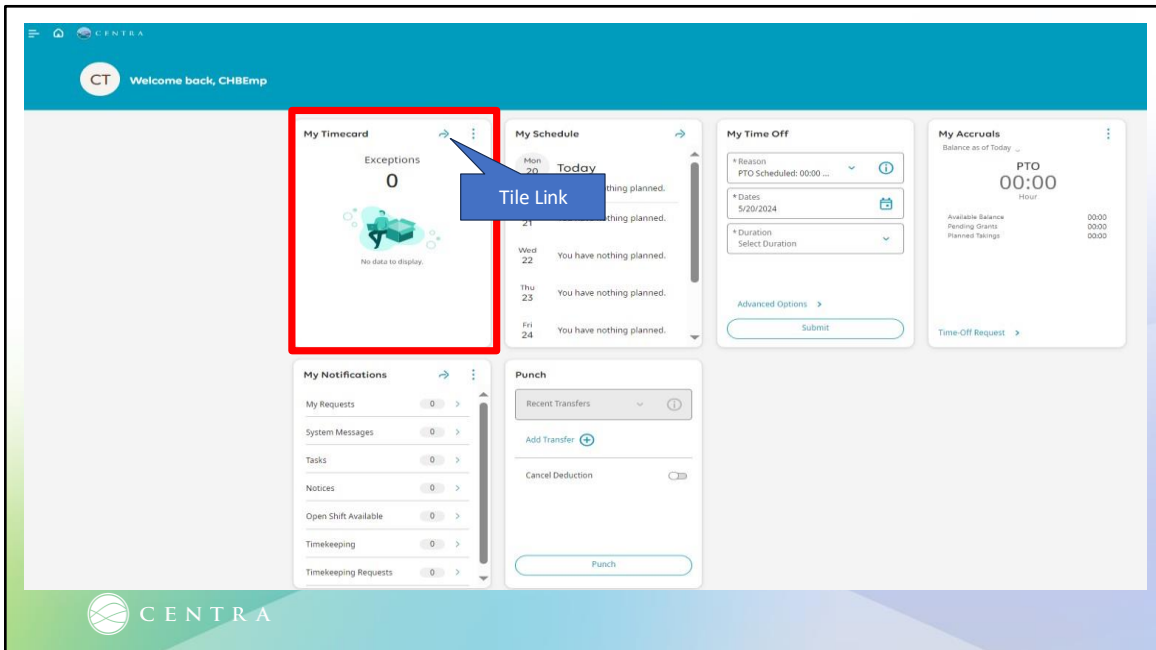 CENTRA
CT
Welcome back, CHBEmp
My Timecard
Exceptions
0
No data to display.
Tile Link
My Schedule
Mon
20
Today
thing planned.
21
You have nothing planned.
Wed
22
You have nothing planned.
Thu
23
You have nothing planned.
Fri
24
You have nothing planned.
My Time Off
*Reason
PTO Scheduled: 00:00 ...
*Dates
5/20/2024
*Duration
Select Duration
Advanced Options
Submit
My Accruals
Balance as of Today
PTO
00:00
Hour
Available Balance 00:00
Pending Grants 00:00
Planned Takings 00:00
Time-Off Request
My Notifications
My Requests 0
System Messages 0
Tasks 0
Notices 0
Open Shift Available 0
Timekeeping 0
Timekeeping Requests 0
Punch
Recent Transfers
Add Transfer
Cancel Deduction
Punch
CENTRA